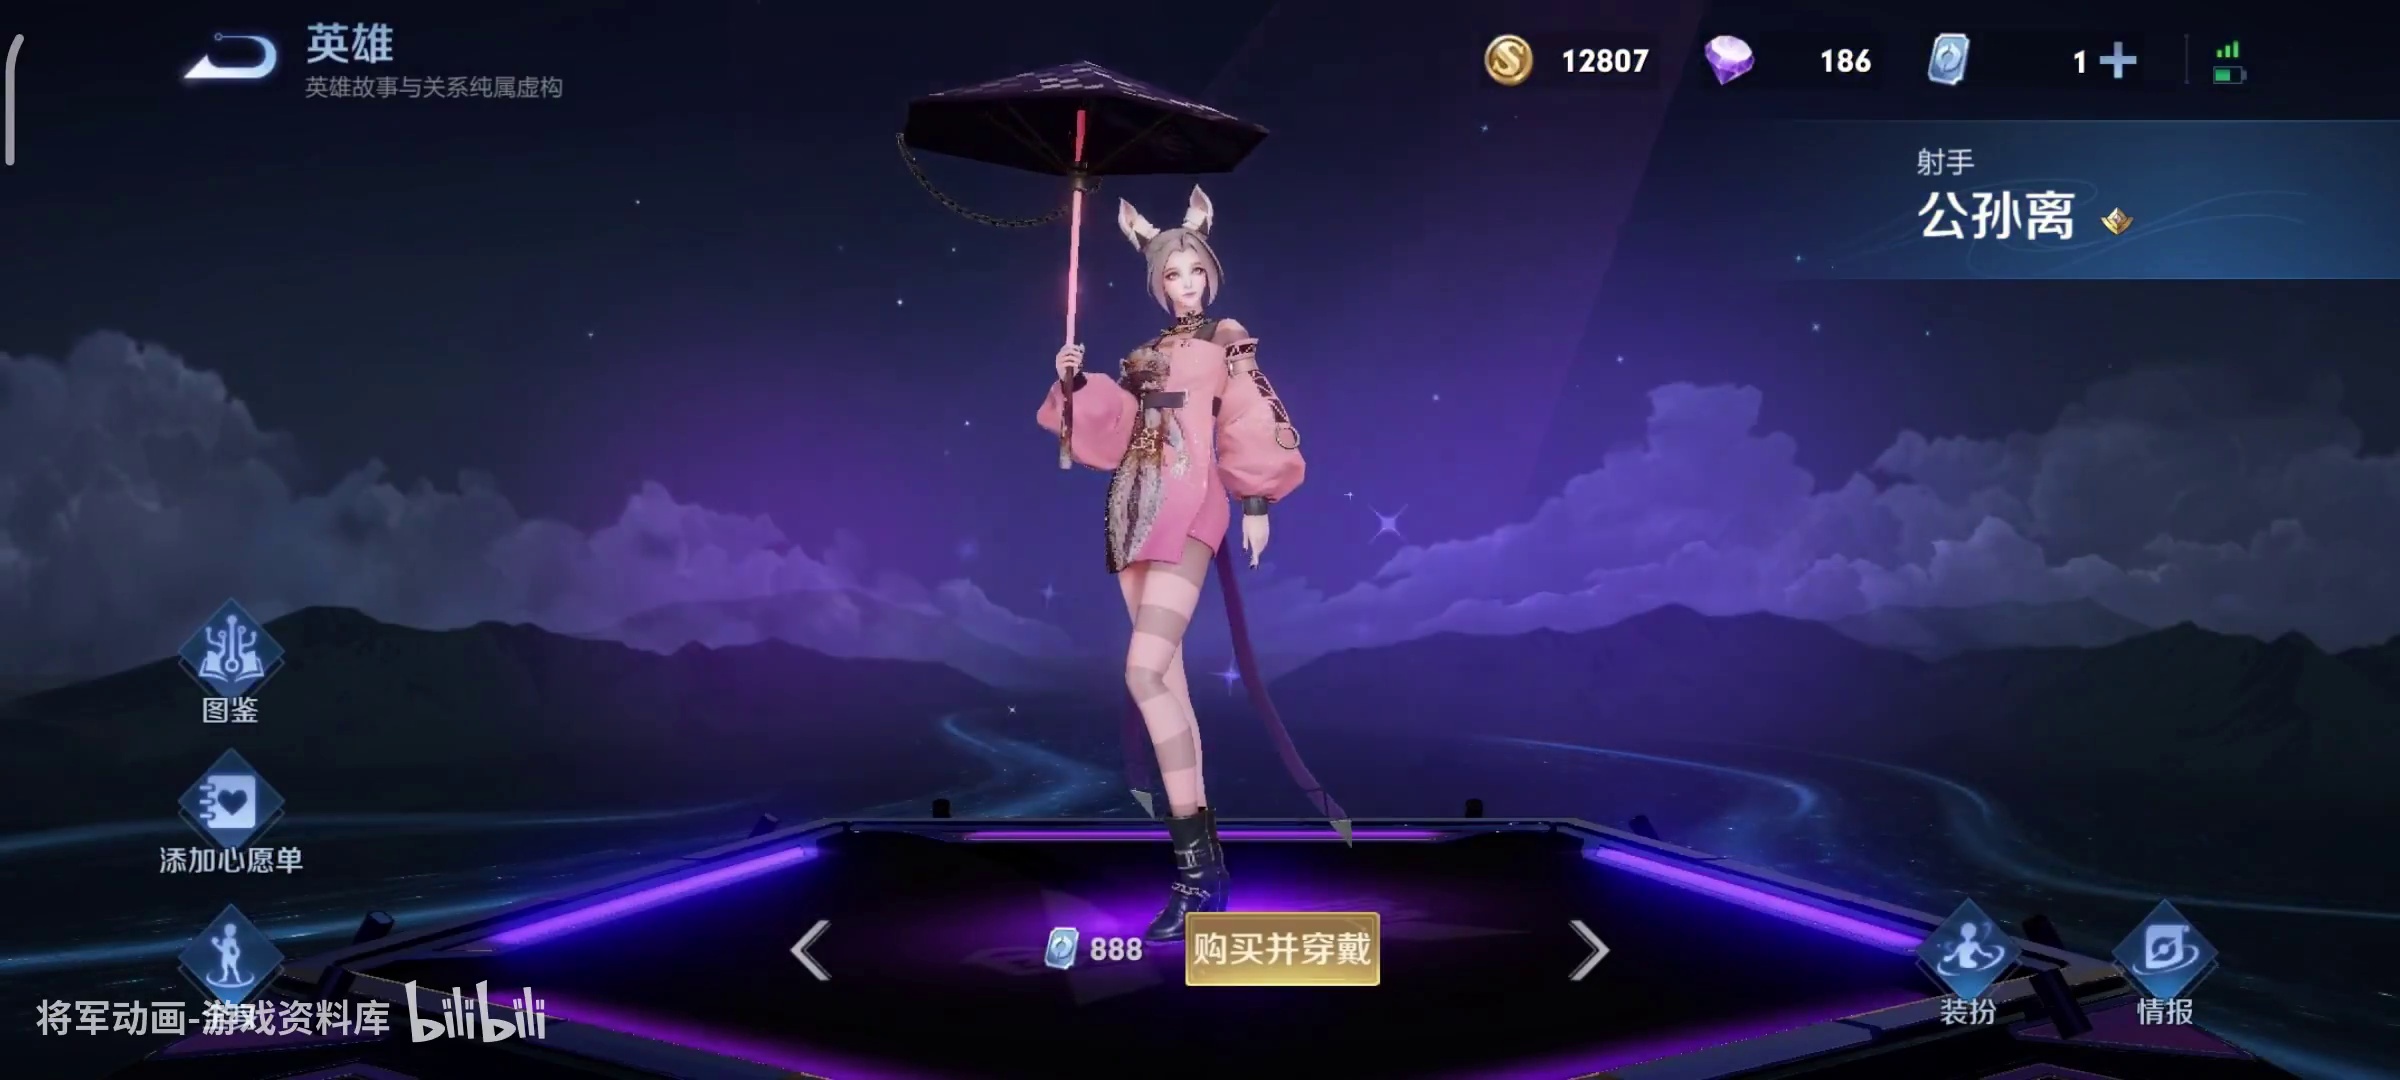 英雄
英雄故事与关系纯属虚构
12807
186
1
射手
公孙离
图鉴
添加心愿单
888
购买并穿戴
装扮
情报
将军动画-游戏资料库 bilibili